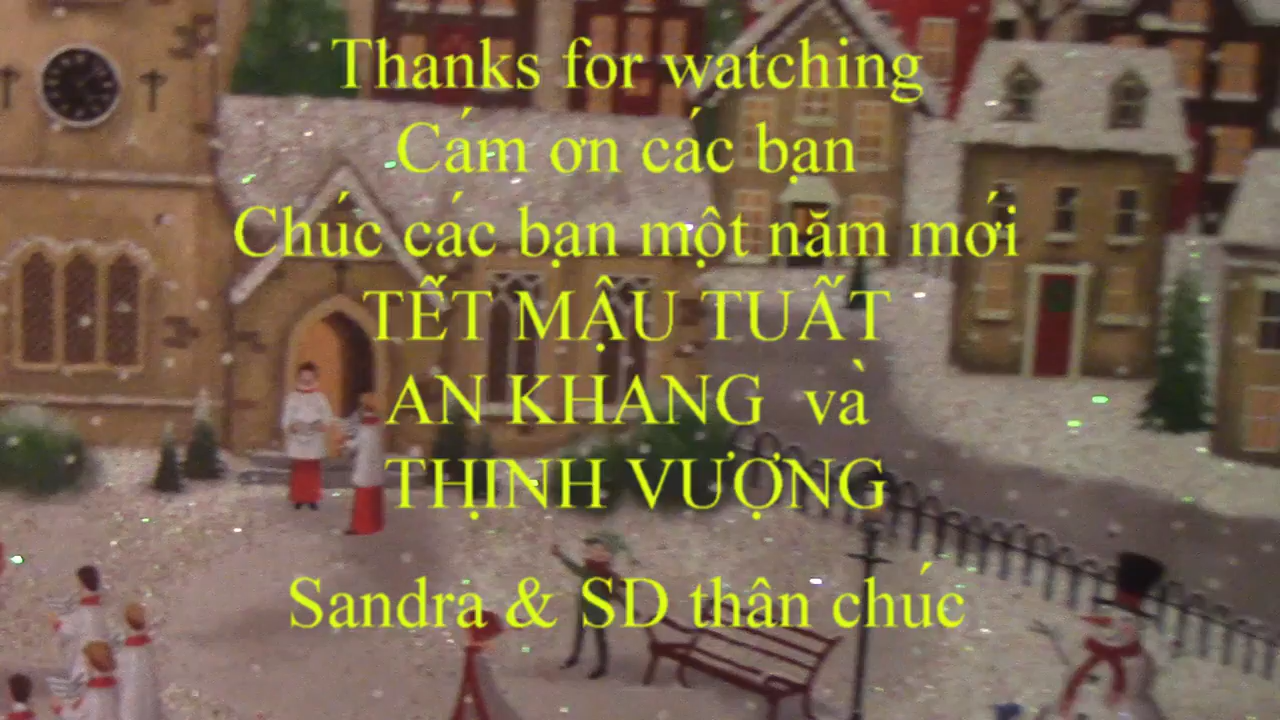 Thanks for watching
Cám ơn các bạn
Chúc các bạn một năm mới
TẾT MẬU TUẤT
AN KHANG và
THỊNH VƯỢNG
Sandra & SD thân chúc